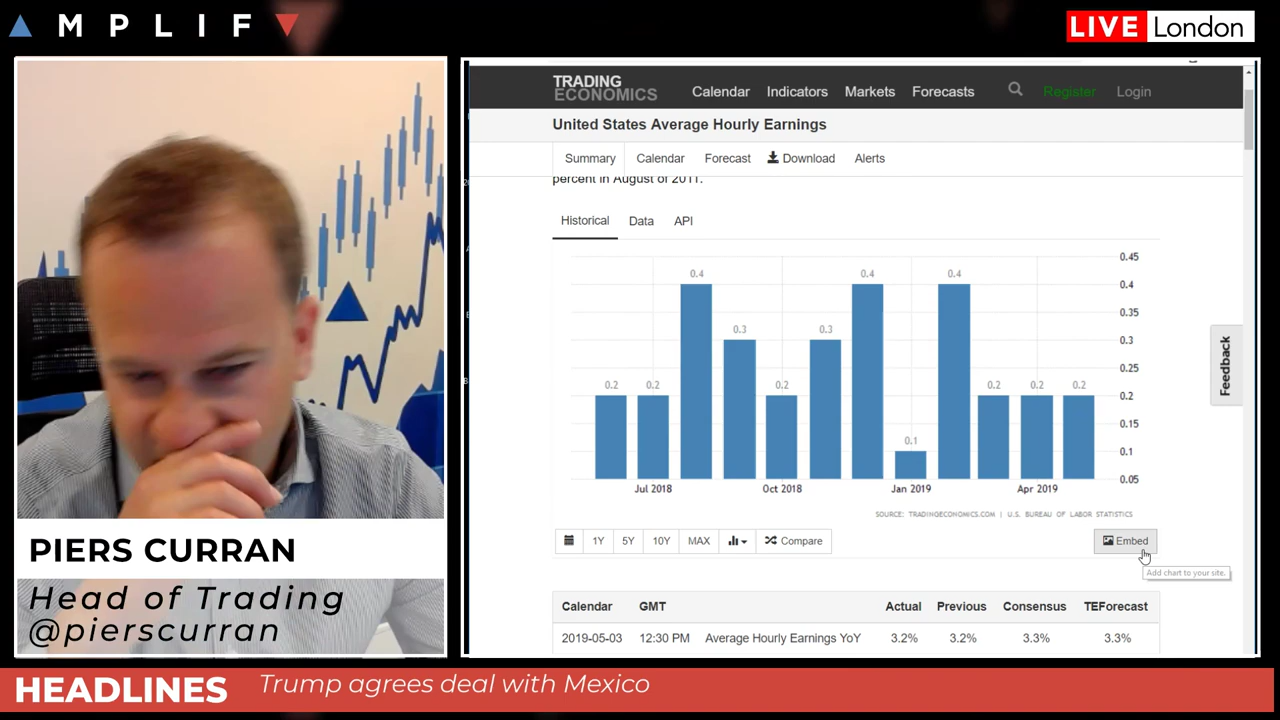 MPLIF
LIVE London
TRADING
ECONOMICS
Calendar Indicators Markets Forecasts Register Login
United States Average Hourly Earnings
Summary Calendar Forecast Download Alerts
percent in August of 2011.
Historical Data API
0.45
0.4
0.35
0.3
0.25
0.2
0.15
0.1
0.05
0.2 0.2 0.4 0.3 0.2 0.3 0.4 0.1 0.4 0.2 0.2 0.2
Jul 2018 Oct 2018 Jan 2019 Apr 2019
SOURCE: TRADINGECONOMICS.COM | U.S. BUREAU OF LABOR STATISTICS
1Y 5Y 10Y MAX Compare Embed
Add chart to your site.
Feedback
Calendar GMT Actual Previous Consensus TEForecast
2019-05-03 12:30 PM Average Hourly Earnings YoY 3.2% 3.2% 3.3% 3.3%
PIERS CURRAN
Head of Trading
@pierscurran
HEADLINES Trump agrees deal with Mexico